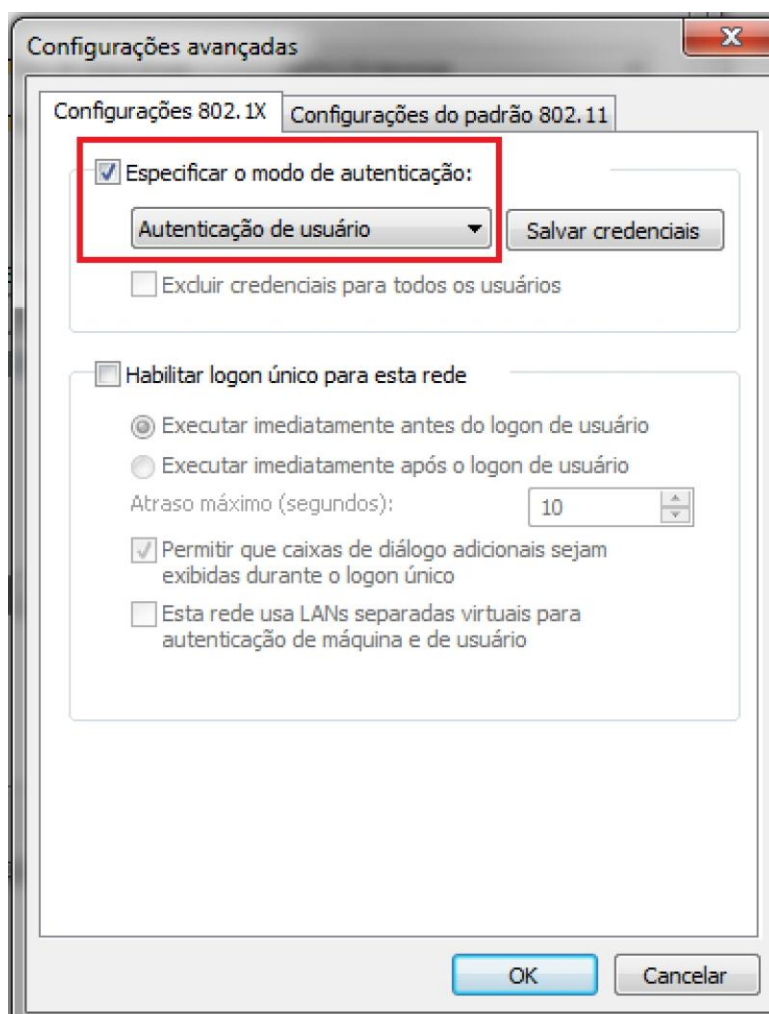 Configurações avançadas
Configurações 802.1X
Configurações do padrão 802.11
Especificar o modo de autenticação:
Autenticação de usuário
Salvar credenciais
Excluir credenciais para todos os usuários
Habilitar logon único para esta rede
Executar imediatamente antes do logon de usuário
Executar imediatamente após o logon de usuário
Atraso máximo (segundos):
10
Permitir que caixas de diálogo adicionais sejam
exibidas durante o logon único
Esta rede usa LANs separadas virtuais para
autenticação de máquina e de usuário
OK
Cancelar